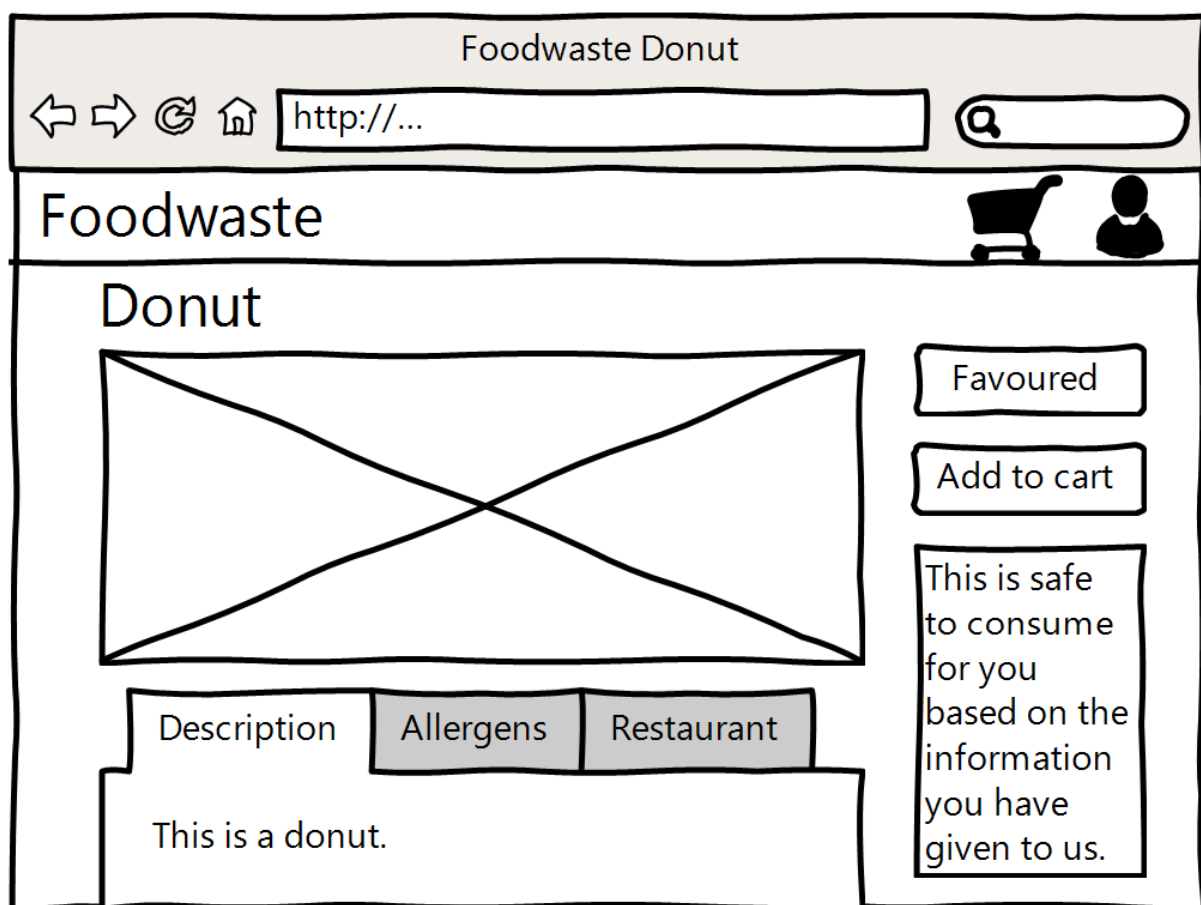 Foodwaste Donut
http://...
Foodwaste
Donut
Favoured
Add to cart
This is safe
to consume
for you
based on the
information
you have
given to us.
Description
Allergens
Restaurant
This is a donut.